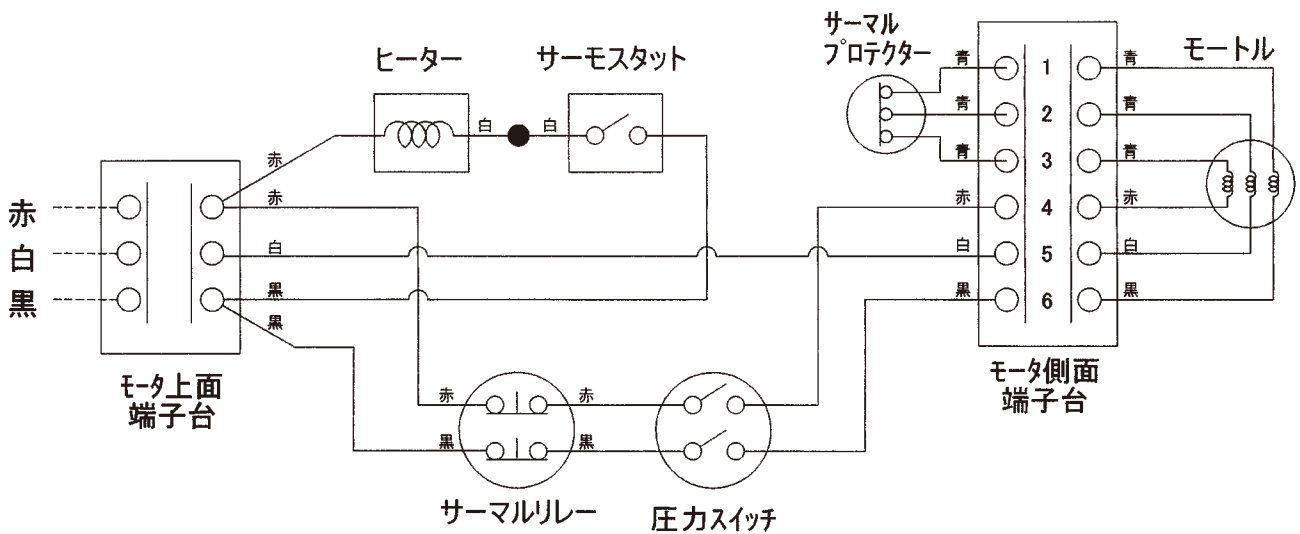 ヒーター
サーモスタット
サーマル
プロテクター
モートル
青 1 青
青 2 青
青 3 青
赤 4 赤
白 5 白
黒 6 黒
白
白
赤
赤
白
黒
黒
赤
白
黒
モータ上面
端子台
モータ側面
端子台
赤
赤
黒
黒
サーマルリレー
圧力スイッチ